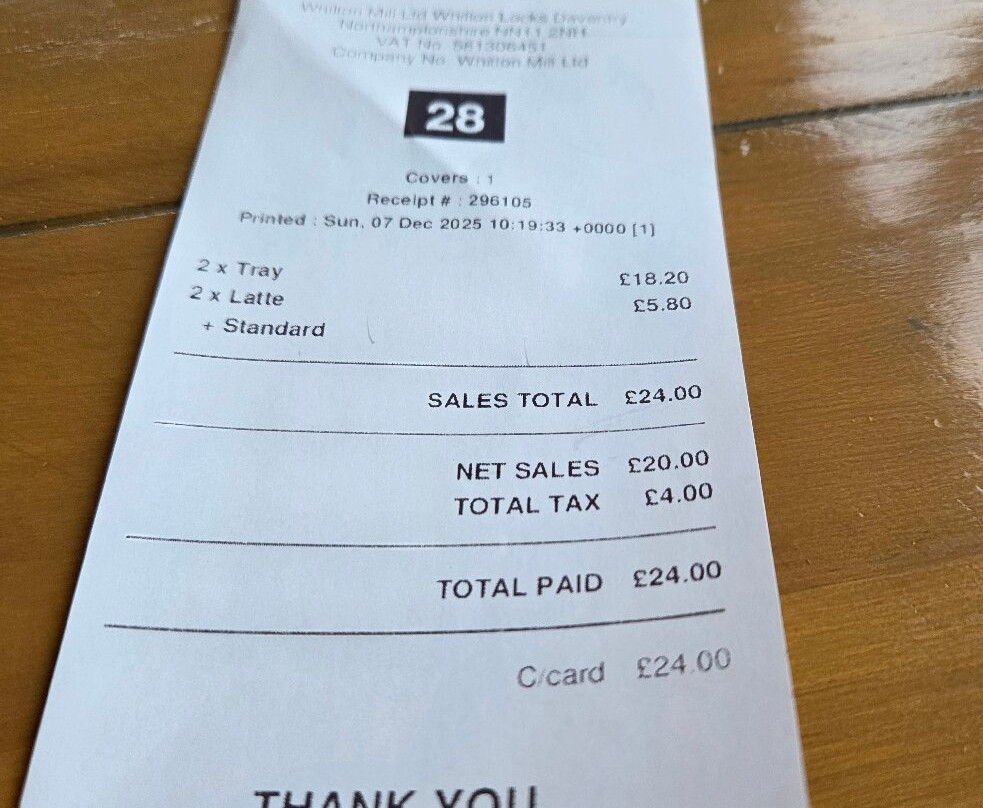 Whilton Mill Ltd Whilton Locks Daventry
Northamptonshire NN11 2NH
VAT No. 581306451
Company No. Whilton Mill Ltd
28
Covers : 1
Receipt # : 296105
Printed : Sun, 07 Dec 2025 10:19:33 +0000 [1]
2 x Tray £18.20
2 x Latte £5.80
+ Standard
SALES TOTAL £24.00
NET SALES £20.00
TOTAL TAX £4.00
TOTAL PAID £24.00
C/card £24.00
THANK YOU